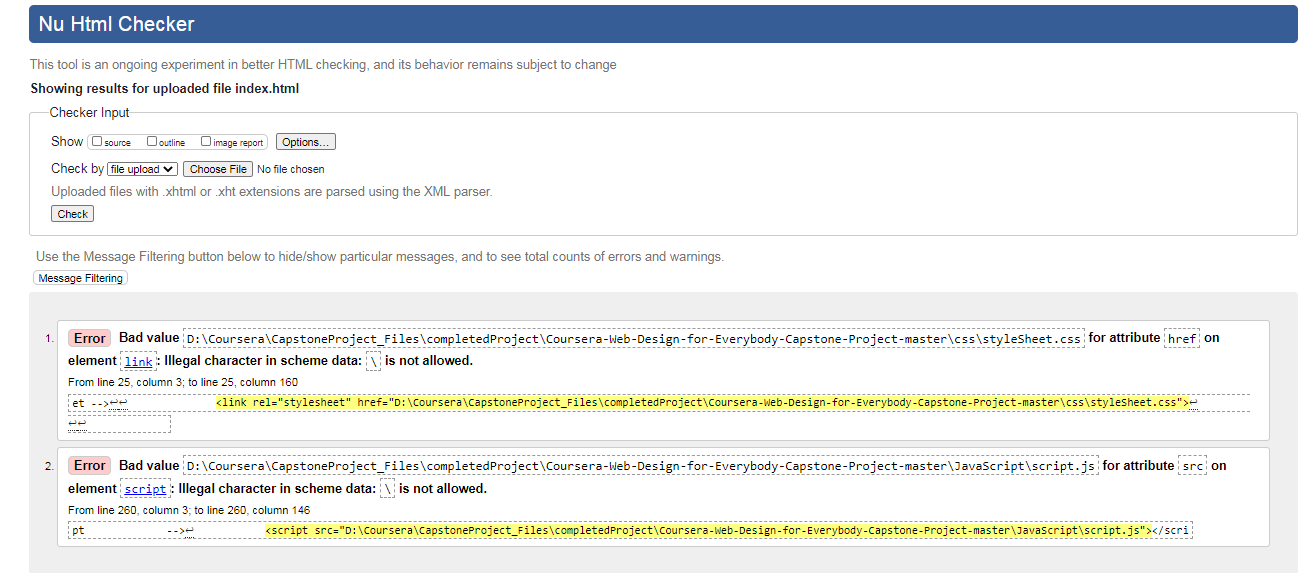 Nu Html Checker
This tool is an ongoing experiment in better HTML checking, and its behavior remains subject to change
Showing results for uploaded file index.html
Checker Input
Show source outline image report Options...
Check by file upload Choose File No file chosen
Uploaded files with .xhtml or .xht extensions are parsed using the XML parser.
Check
Use the Message Filtering button below to hide/show particular messages, and to see total counts of errors and warnings.
Message Filtering
1. Error Bad value D:\Coursera\CapstoneProject_Files\completedProject\Coursera-Web-Design-for-Everybody-Capstone-Project-master\css\styleSheet.css for attribute href on
element link: Illegal character in scheme data: \ is not allowed.
From line 25, column 3; to line 25, column 160
et -->↩↩ <link rel="stylesheet" href="D:\Coursera\CapstoneProject_Files\completedProject\Coursera-Web-Design-for-Everybody-Capstone-Project-master\css\styleSheet.css">↩
↩↩
2. Error Bad value D:\Coursera\CapstoneProject_Files\completedProject\Coursera-Web-Design-for-Everybody-Capstone-Project-master\JavaScript\script.js for attribute src on
element script: Illegal character in scheme data: \ is not allowed.
From line 260, column 3; to line 260, column 146
pt -->↩ <script src="D:\Coursera\CapstoneProject_Files\completedProject\Coursera-Web-Design-for-Everybody-Capstone-Project-master\JavaScript\script.js"></scri